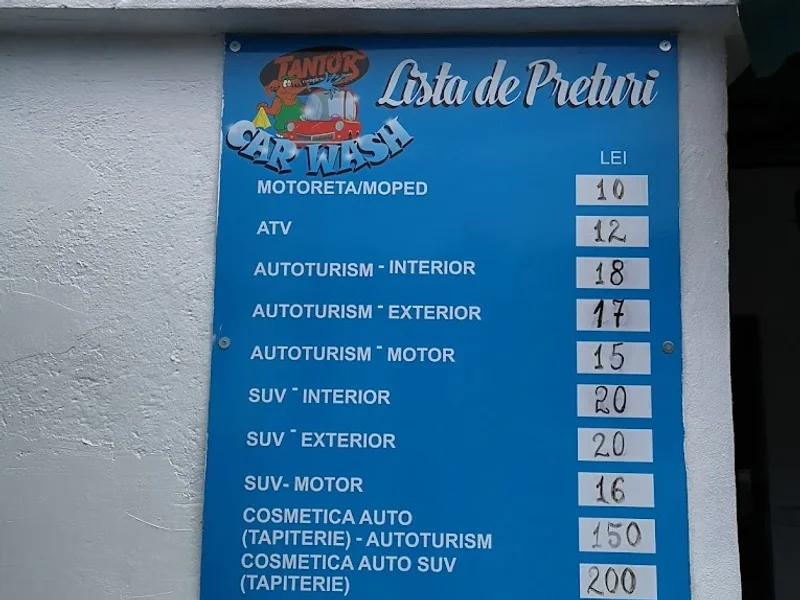 TANTOR
Lista de Preturi
CAR WASH
LEI
MOTORETA/MOPED 10
ATV 12
AUTOTURISM - INTERIOR 18
AUTOTURISM - EXTERIOR 17
AUTOTURISM - MOTOR 15
SUV - INTERIOR 20
SUV - EXTERIOR 20
SUV- MOTOR 16
COSMETICA AUTO
(TAPITERIE) - AUTOTURISM 150
COSMETICA AUTO SUV
(TAPITERIE) 200